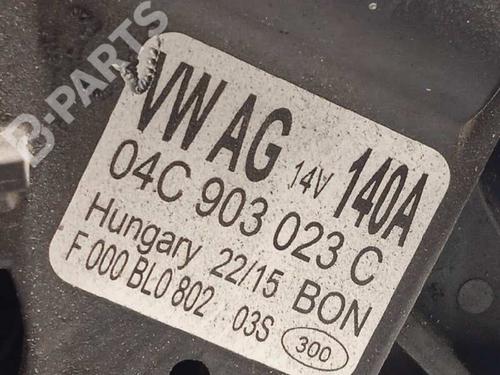 B-PARTS
VW AG 14V 140A
04C 903 023 C
Hungary 22/15 BON
F 000 BL0 802 03S 300